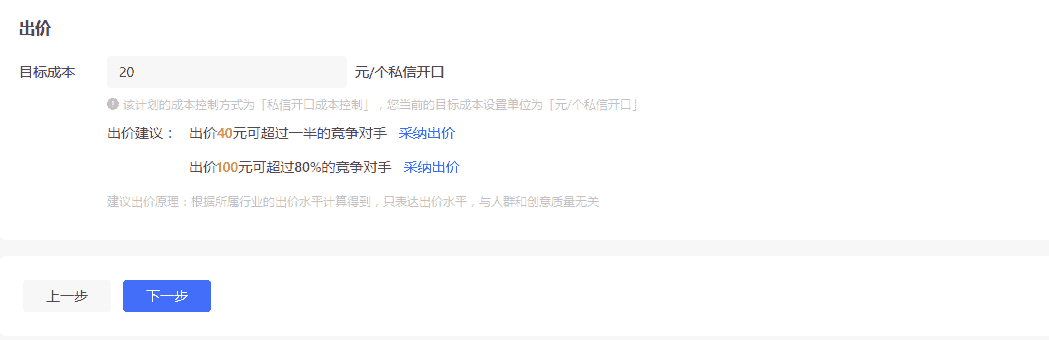 出价
目标成本 20 元/个私信开口
该计划的成本控制方式为「私信开口成本控制」，您当前的目标成本设置单位为「元/个私信开口」
出价建议： 出价40元可超过一半的竞争对手 采纳出价
出价100元可超过80%的竞争对手 采纳出价
建议出价原理：根据所属行业的出价水平计算得到，只表达出价水平，与人群和创意质量无关
上一步 下一步